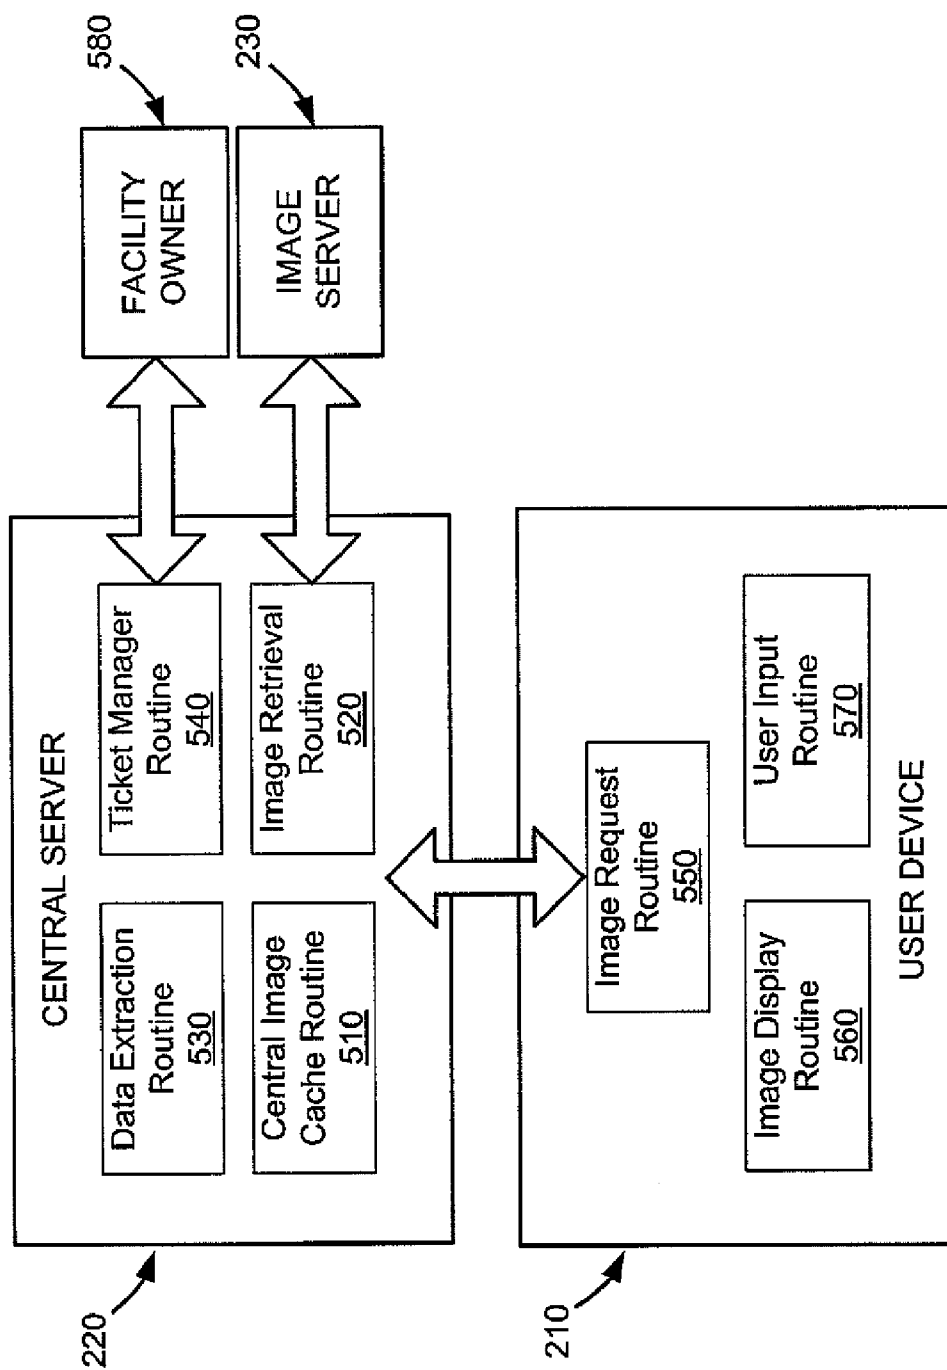 220
CENTRAL SERVER
Data Extraction
Routine
530
Ticket Manager
Routine
540
Central Image
Cache Routine
510
Image Retrieval
Routine
520
FACILITY
OWNER
580
IMAGE
SERVER
230
210
Image Request
Routine
550
Image Display
Routine
560
User Input
Routine
570
USER DEVICE